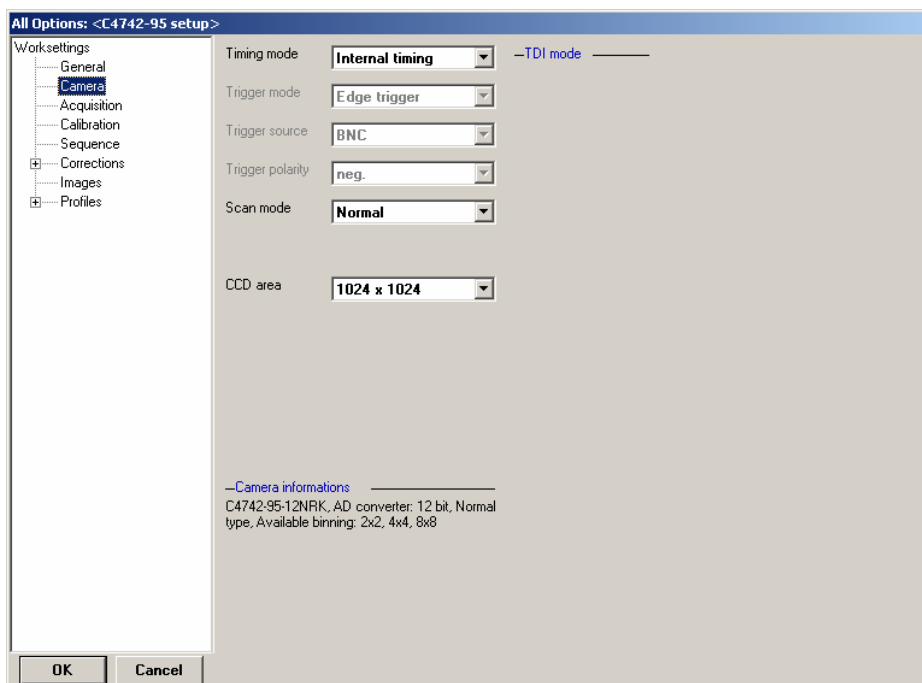 All Options: <C4742-95 setup>
Worksettings
General
Camera
Acquisition
Calibration
Sequence
Corrections
Images
Profiles
Timing mode
Internal timing
TDI mode
Trigger mode
Edge trigger
Trigger source
BNC
Trigger polarity
neg.
Scan mode
Normal
CCD area
1024 x 1024
Camera informations
C4742-95-12NRK, AD converter: 12 bit, Normal
type, Available binning: 2x2, 4x4, 8x8
OK
Cancel